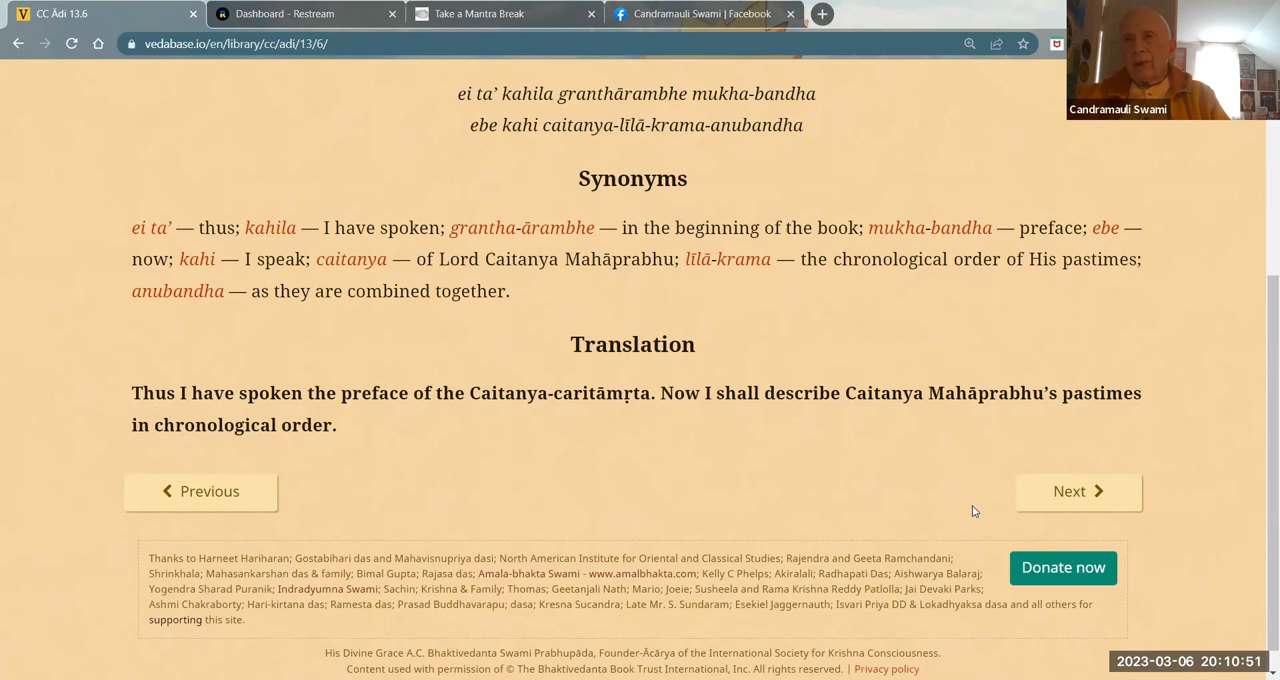 CC Ādi 13.6
Dashboard - Restream
Take a Mantra Break
Candramauli Swami | Facebook
vedabase.io/en/library/cc/adi/13/6/
Candramauli Swami
ei ta’ kahila granthārambhe mukha-bandha
ebe kahi caitanya-līlā-krama-anubandha
Synonyms
ei ta’ — thus; kahila — I have spoken; grantha-ārambhe — in the beginning of the book; mukha-bandha — preface; ebe —
now; kahi — I speak; caitanya — of Lord Caitanya Mahāprabhu; līlā-krama — the chronological order of His pastimes;
anubandha — as they are combined together.
Translation
Thus I have spoken the preface of the Caitanya-caritāmṛta. Now I shall describe Caitanya Mahāprabhu’s pastimes
in chronological order.
Previous
Next
Thanks to Harneet Hariharan; Gostabihari das and Mahavisnupriya dasi; North American Institute for Oriental and Classical Studies; Rajendra and Geeta Ramchandani;
Shrinkhala; Mahasankarshan das & family; Bimal Gupta; Rajasa das; Amala-bhakta Swami - www.amalbhakta.com; Kelly C Phelps; Akiralali; Radhapati Das; Aishwarya Balaraj;
Yogendra Sharad Puranik; Indradyumna Swami; Sachin; Krishna & Family; Thomas; Geetanjali Nath; Mario; Joeie; Susheela and Rama Krishna Reddy Patlolla; Jai Devaki Parks;
Ashmi Chakraborty; Hari-kirtana das; Ramesta das; Prasad Buddhavarapu; dasa; Kresna Sucandra; Late Mr. S. Sundaram; Esekiel Jaggernauth; Isvari Priya DD & Lokadhyaksa dasa and all others for
supporting this site.
Donate now
His Divine Grace A.C. Bhaktivedanta Swami Prabhupāda, Founder-Ācārya of the International Society for Krishna Consciousness.
Content used with permission of © The Bhaktivedanta Book Trust International, Inc. All rights reserved. | Privacy policy
2023-03-06 20:10:51